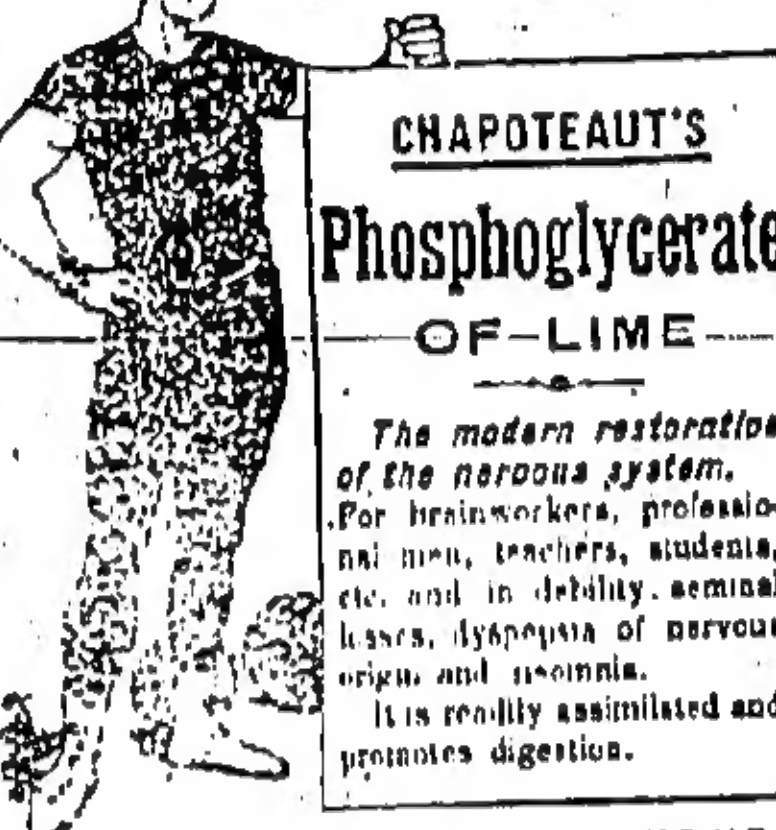 CHAPOTEAUT'S
Phosphoglycerate
OF-LIME
The modern restorative
of the nervous system.
For brainworkers, professio-
nal men, teachers, students,
etc. and in debility. seminal
losses, dyspepsia of nervous
origin and insomnia.
It is readily assimilated and
promotes digestion.